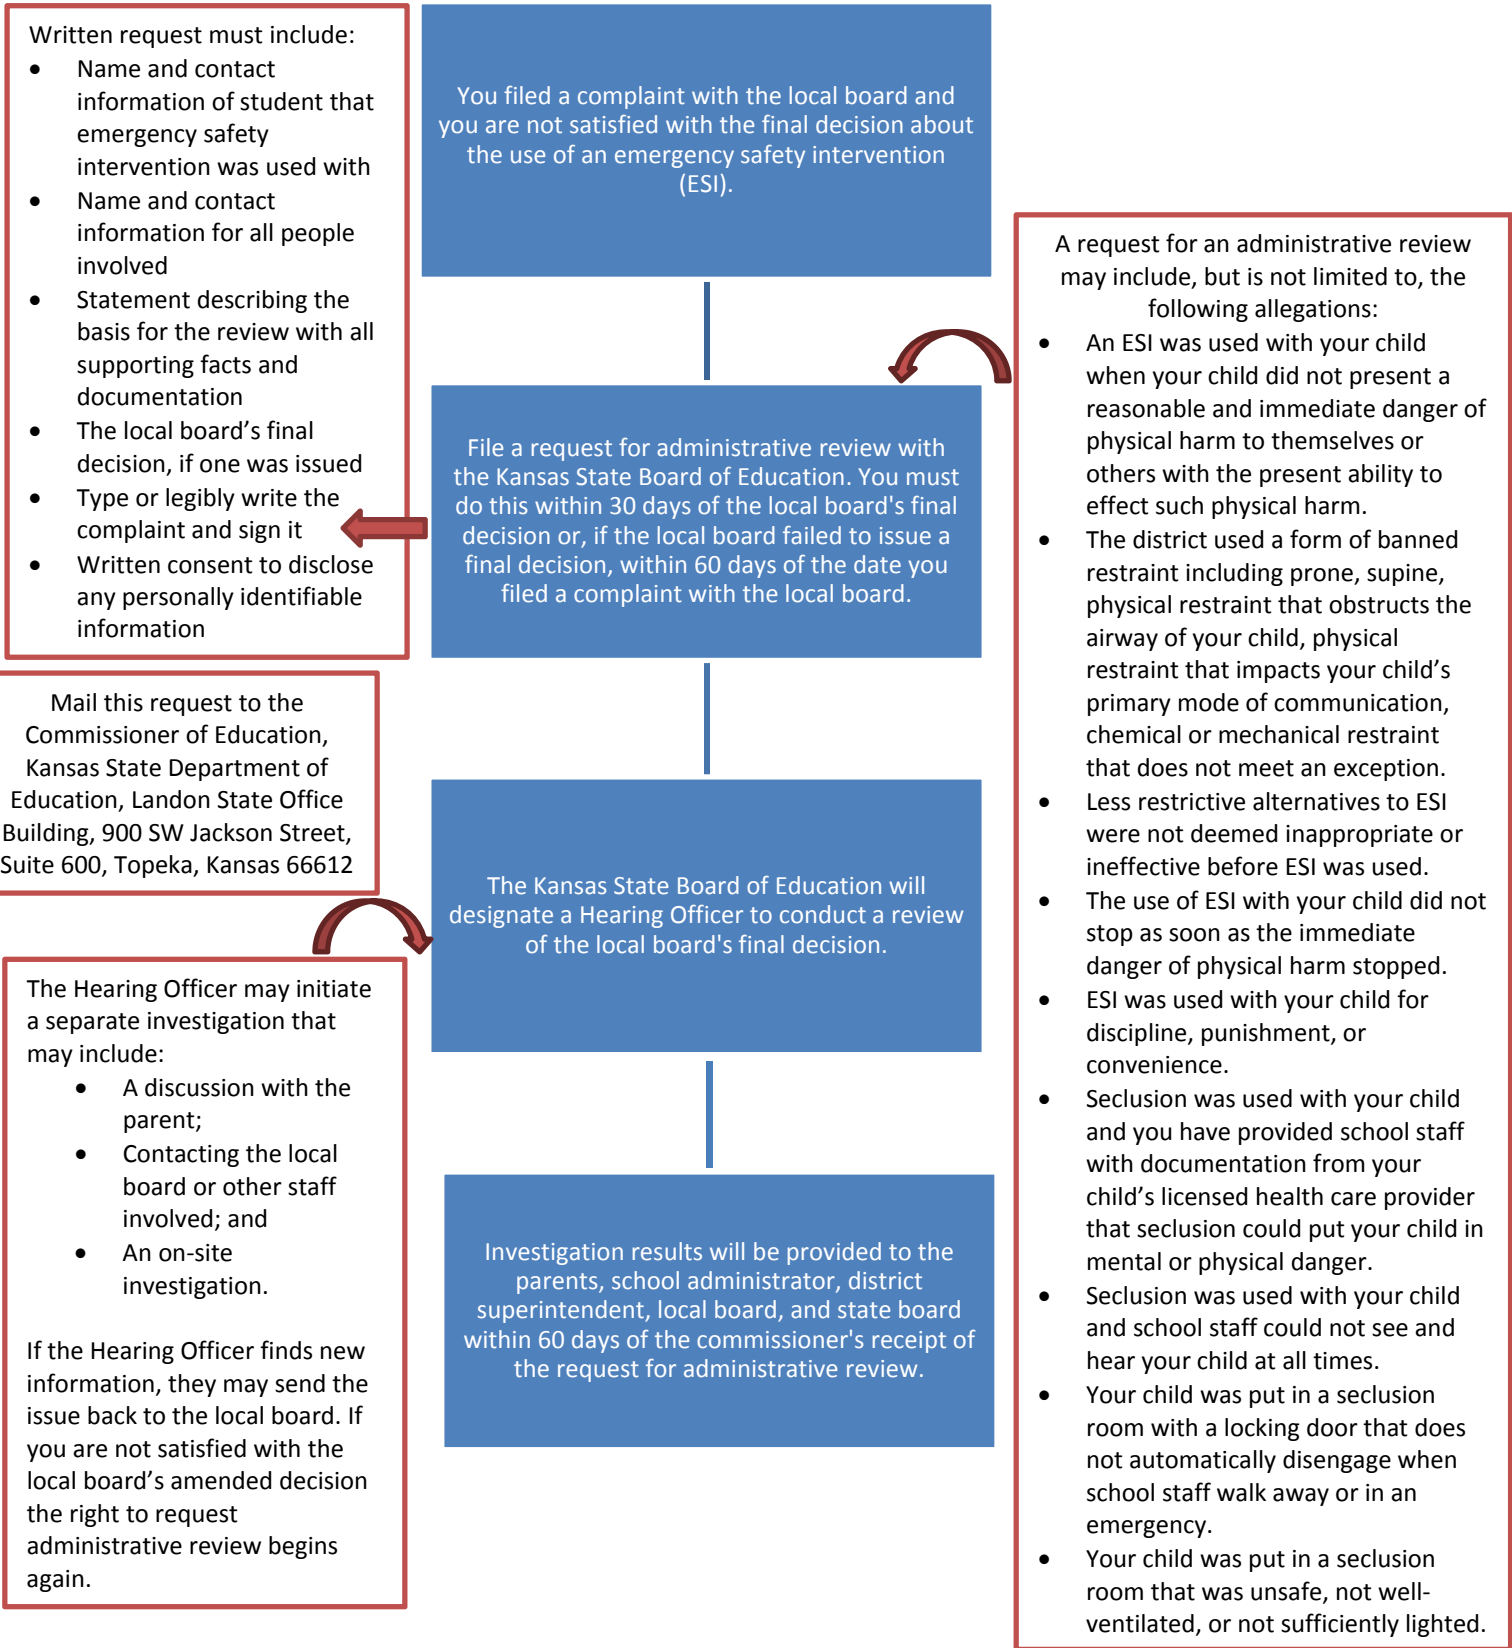 Written request must include:
• Name and contact
information of student that
emergency safety
intervention was used with
• Name and contact
information for all people
involved
• Statement describing the
basis for the review with all
supporting facts and
documentation
• The local board’s final
decision, if one was issued
• Type or legibly write the
complaint and sign it
• Written consent to disclose
any personally identifiable
information
Mail this request to the
Commissioner of Education,
Kansas State Department of
Education, Landon State Office
Building, 900 SW Jackson Street,
Suite 600, Topeka, Kansas 66612
The Hearing Officer may initiate
a separate investigation that
may include:
• A discussion with the
parent;
• Contacting the local
board or other staff
involved; and
• An on-site
investigation.
If the Hearing Officer finds new
information, they may send the
issue back to the local board. If
you are not satisfied with the
local board’s amended decision
the right to request
administrative review begins
again.
You filed a complaint with the local board and
you are not satisfied with the final decision about
the use of an emergency safety intervention
(ESI).
File a request for administrative review with
the Kansas State Board of Education. You must
do this within 30 days of the local board's final
decision or, if the local board failed to issue a
final decision, within 60 days of the date you
filed a complaint with the local board.
The Kansas State Board of Education will
designate a Hearing Officer to conduct a review
of the local board's final decision.
Investigation results will be provided to the
parents, school administrator, district
superintendent, local board, and state board
within 60 days of the commissioner's receipt of
the request for administrative review.
A request for an administrative review
may include, but is not limited to, the
following allegations:
• An ESI was used with your child
when your child did not present a
reasonable and immediate danger of
physical harm to themselves or
others with the present ability to
effect such physical harm.
• The district used a form of banned
restraint including prone, supine,
physical restraint that obstructs the
airway of your child, physical
restraint that impacts your child’s
primary mode of communication,
chemical or mechanical restraint
that does not meet an exception.
• Less restrictive alternatives to ESI
were not deemed inappropriate or
ineffective before ESI was used.
• The use of ESI with your child did not
stop as soon as the immediate
danger of physical harm stopped.
• ESI was used with your child for
discipline, punishment, or
convenience.
• Seclusion was used with your child
and you have provided school staff
with documentation from your
child’s licensed health care provider
that seclusion could put your child in
mental or physical danger.
• Seclusion was used with your child
and school staff could not see and
hear your child at all times.
• Your child was put in a seclusion
room with a locking door that does
not automatically disengage when
school staff walk away or in an
emergency.
• Your child was put in a seclusion
room that was unsafe, not well-
ventilated, or not sufficiently lighted.